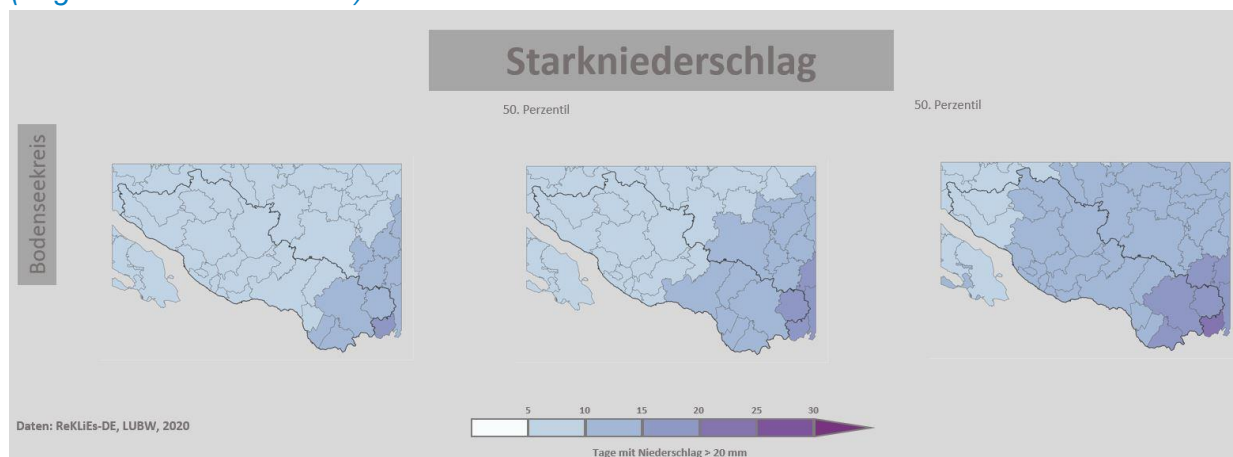 Starkniederschlag
50. Perzentil
50. Perzentil
Bodenseekreis
5 10 15 20 25 30
Daten: ReKLiEs-DE, LUBW, 2020
Tage mit Niederschlag > 20 mm